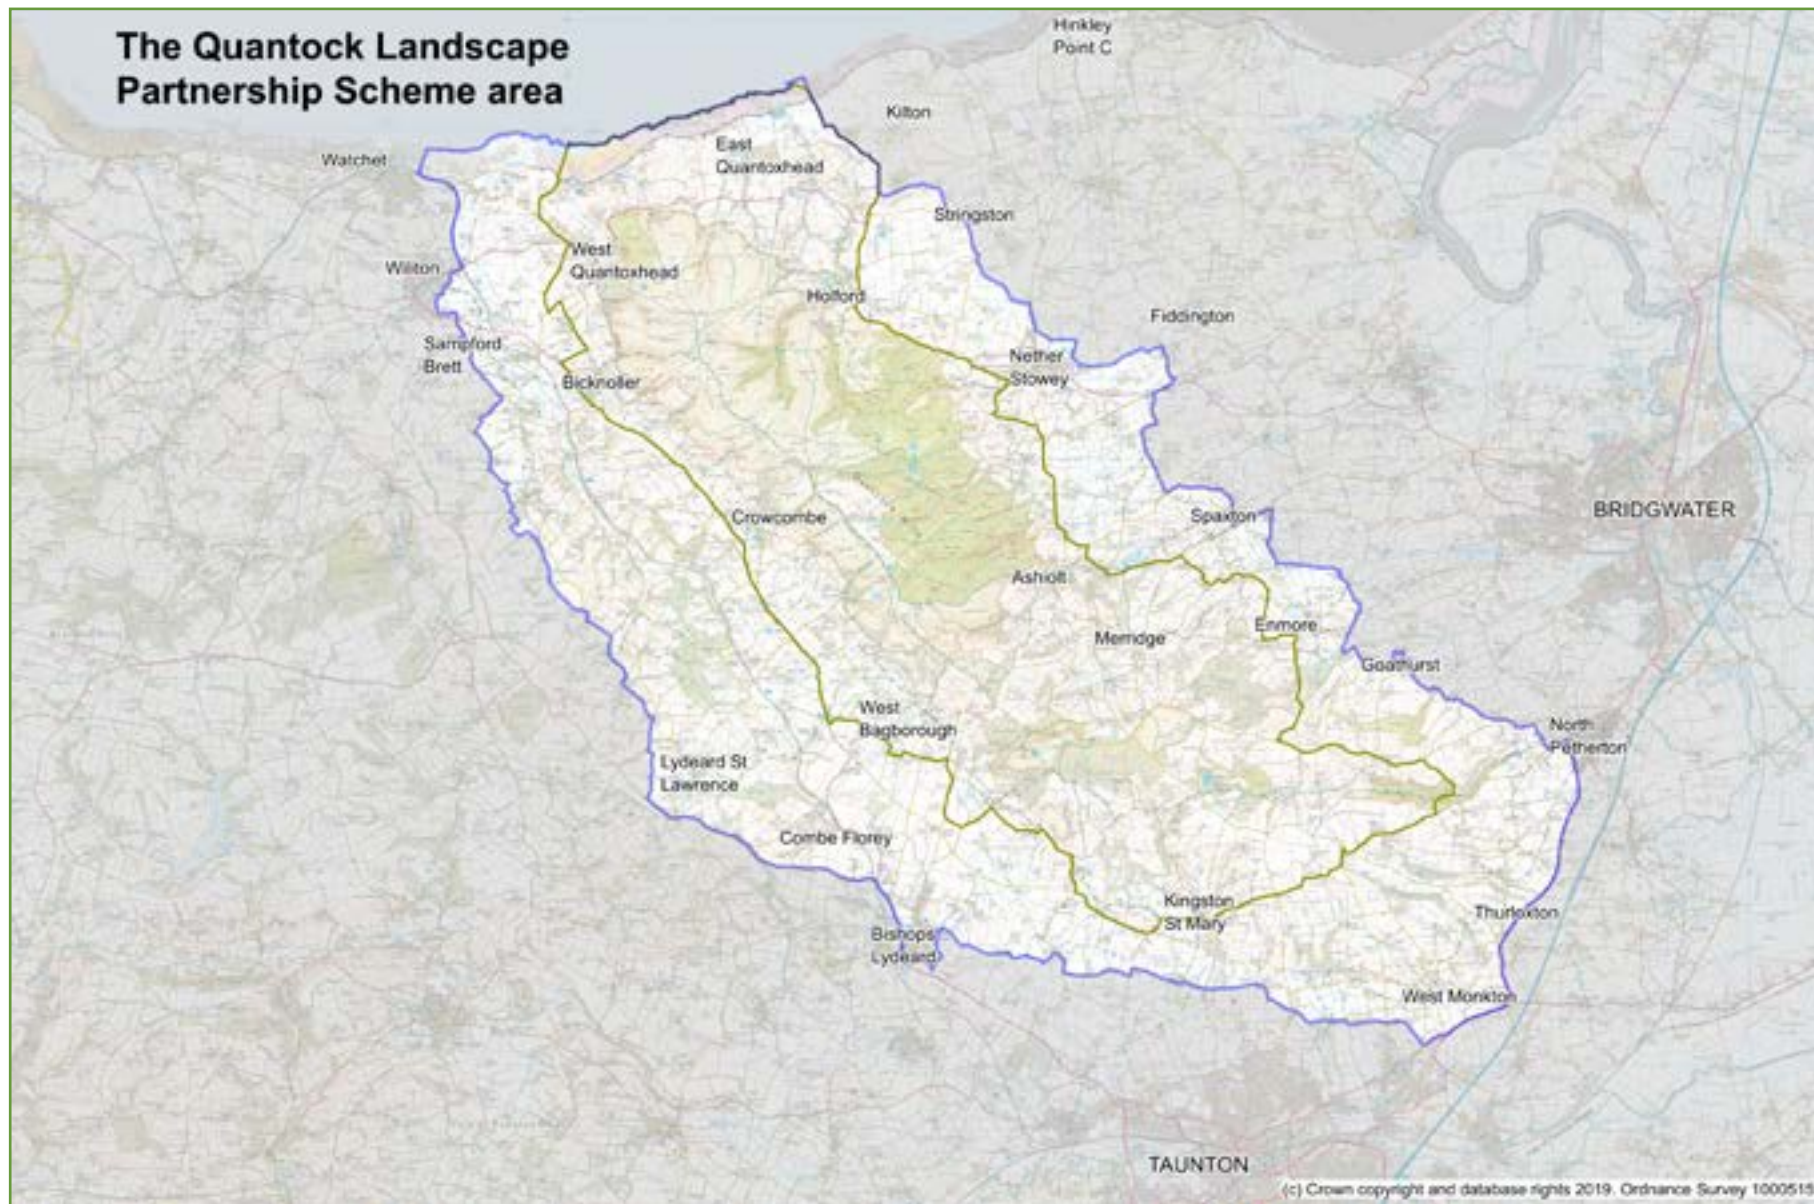 The Quantock Landscape
Partnership Scheme area
Hinkley
Point C
Kilton
Watchet
East
Quantoxhead
Stringston
West
Quantoxhead
Williton
Holford
Fiddington
Sampford
Brett
Nether
Stowey
Bicknoller
Crowcombe
Spaxton
BRIDGWATER
Asholt
Merridge
Enmore
Goathurst
West
Bagborough
North
Petherton
Lydeard St
Lawrence
Combe Florey
Kingston
St Mary
Thurloxton
Bishops
Lydeard
West Monkton
TAUNTON
(c) Crown copyright and database rights 2019. Ordnance Survey 1000515